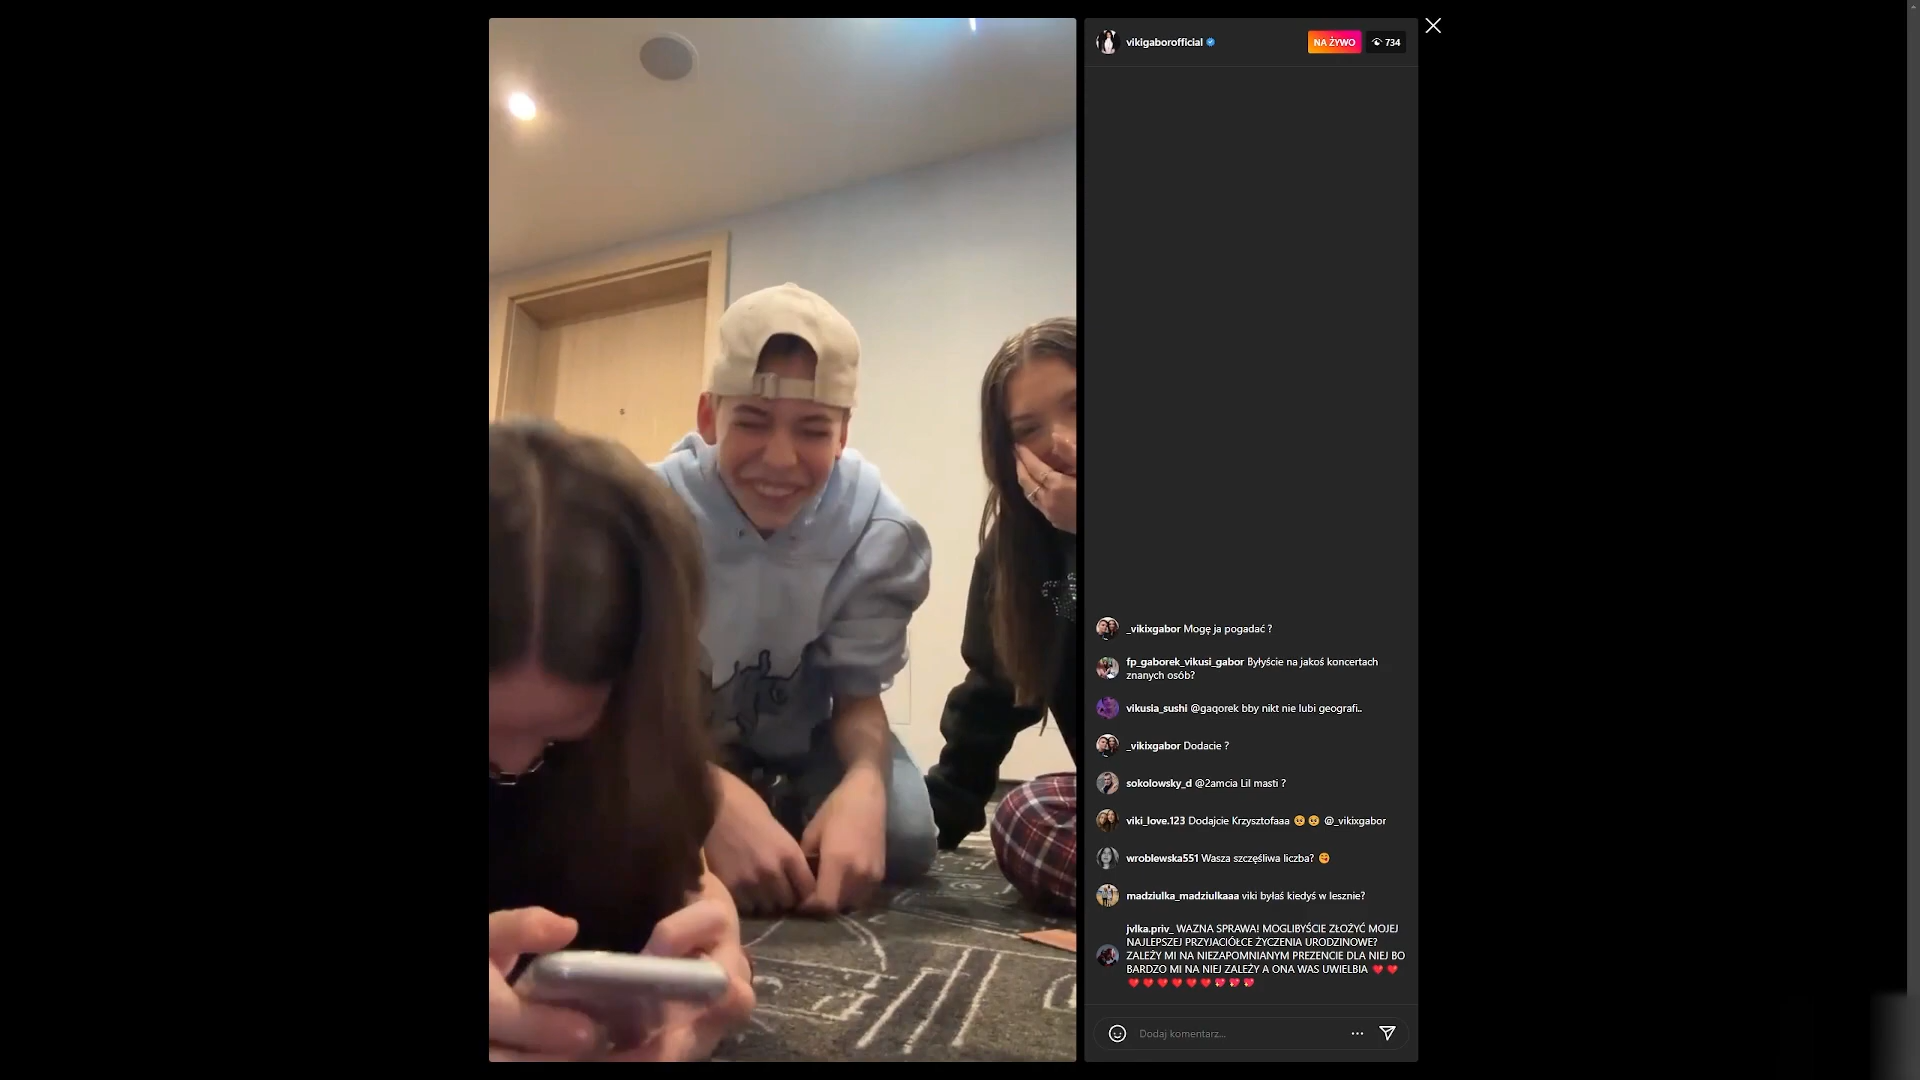 vikigaborofficial
NA ŻYWO
734
_vikixgabor Mogę ja pogadać ?
fp_gaborek_vikusi_gabor Byłyście na jakoś koncertach
znanych osób?
vikusia_sushi @gaqorek bby nikt nie lubi geografi..
_vikixgabor Dodacie ?
sokolowsky_d @2amcia Lil masti ?
viki_love.123 Dodajcie Krzysztofaaa 🥺🥺 @_vikixgabor
wroblewska551 Wasza szczęśliwa liczba? 😋
madziulka_madziulkaaa viki byłaś kiedyś w lesznie?
jvlka.priv_ WAZNA SPRAWA! MOGLIBYŚCIE ZŁOŻYĆ MOJEJ
NAJLEPSZEJ PRZYJACIÓŁCE ŻYCZENIA URODZINOWE?
ZALEŻY MI NA NIEZAPOMNIANYM PREZENCIE DLA NIEJ BO
BARDZO MI NA NIEJ ZALEŻY A ONA WAS UWIELBIA ❤️❤️
❤️❤️❤️❤️❤️❤️💖💖💖
Dodaj komentarz...